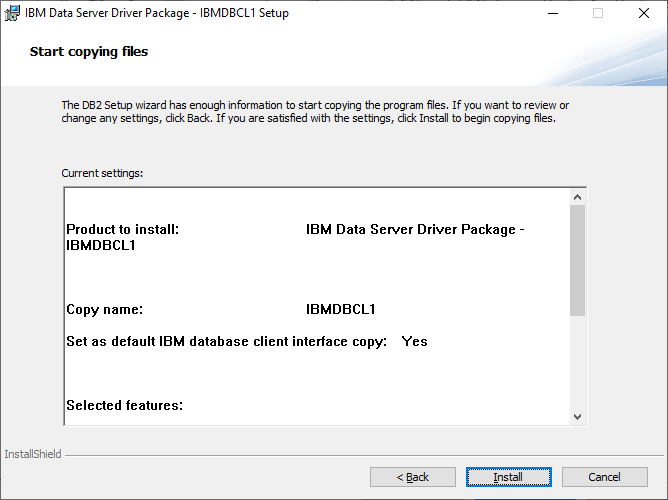 IBM Data Server Driver Package - IBMDBCL1 Setup
Start copying files
The DB2 Setup wizard has enough information to start copying the program files. If you want to review or
change any settings, click Back. If you are satisfied with the settings, click Install to begin copying files.
Current settings:
Product to install: IBM Data Server Driver Package -
IBMDBCL1
Copy name: IBMDBCL1
Set as default IBM database client interface copy: Yes
Selected features:
InstallShield
< Back Install Cancel